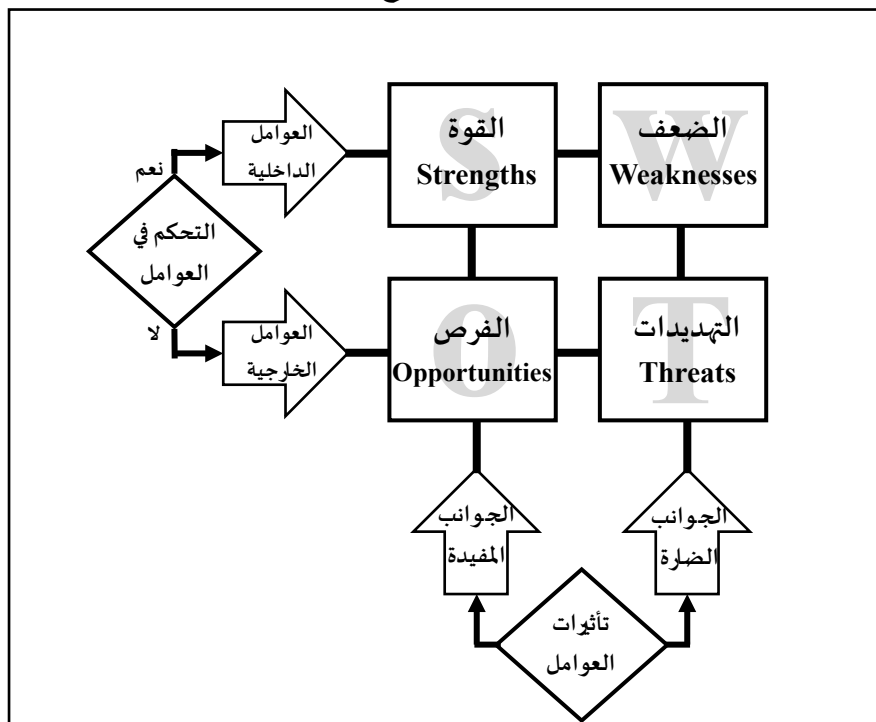 القوة
Strengths
S
الضعف
Weaknesses
W
العوامل
الداخلية
نعم
التحكم في
العوامل
لا
العوامل
الخارجية
الفرص
Opportunities
O
التهديدات
Threats
T
الجوانب
المفيدة
الجوانب
الضارة
تأثيرات
العوامل